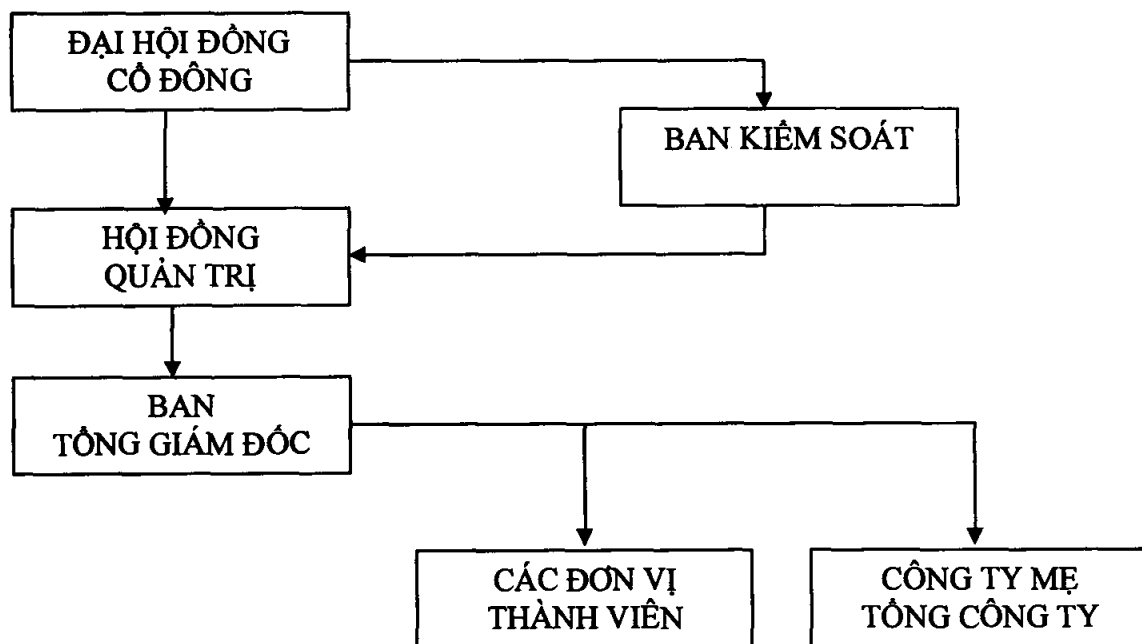 ĐẠI HỘI ĐỒNG
CỔ ĐÔNG
BAN KIỂM SOÁT
HỘI ĐỒNG
QUẢN TRỊ
BAN
TỔNG GIÁM ĐỐC
CÁC ĐƠN VỊ
THÀNH VIÊN
CÔNG TY MẸ
TỔNG CÔNG TY